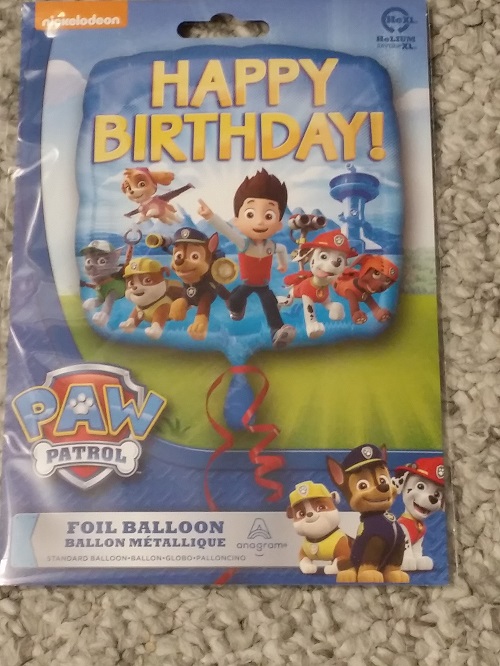 nickelodeon
HeXL
HeLIUM
HAPPY
BIRTHDAY!
PAW
PATROL
FOIL BALLOON
BALLON MÉTALLIQUE
anagram
STANDARD BALLOON•BALLON•GLOBO•PALLONCINO